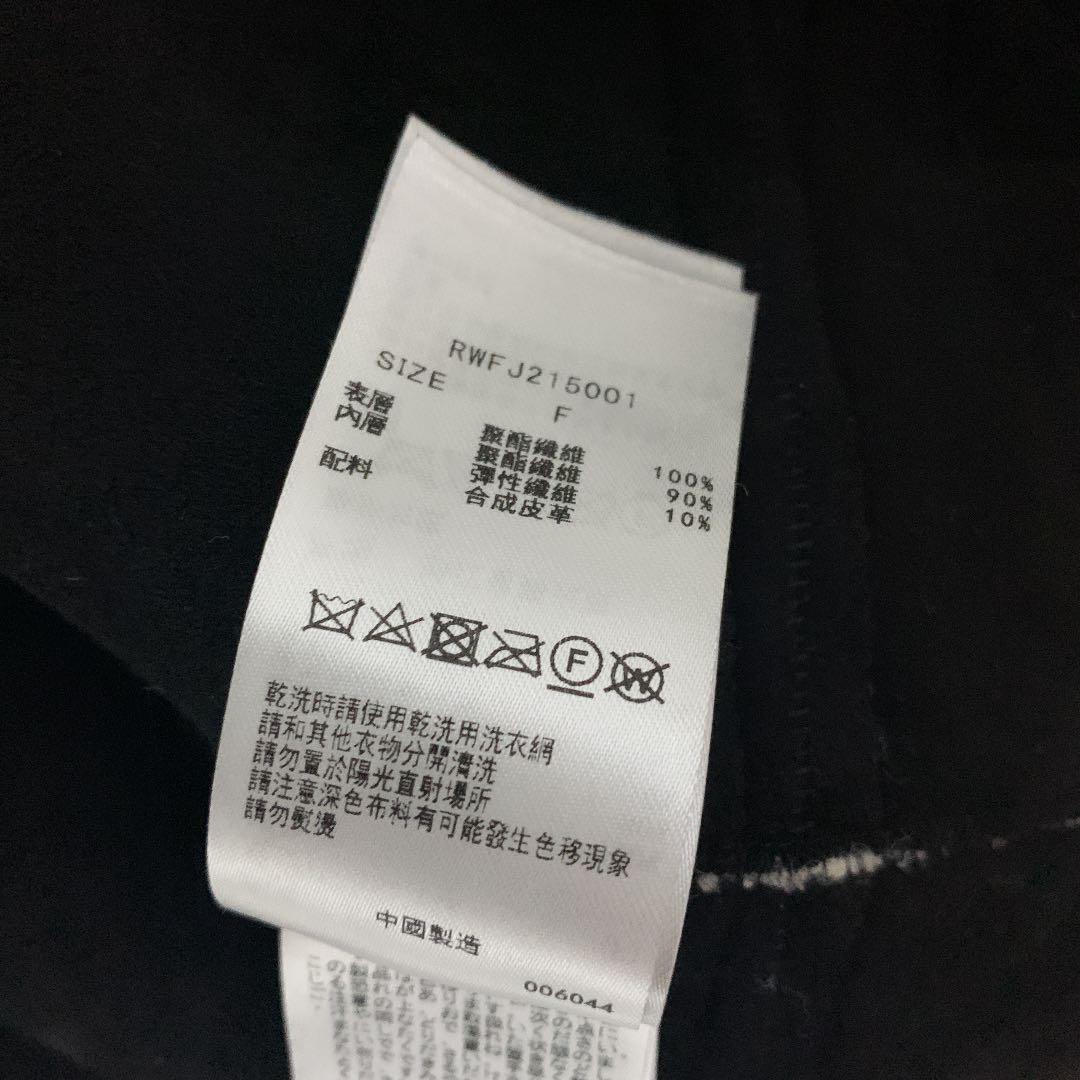 RWFJ215001
SIZE F
表層 聚酯纖維 100%
內層 聚酯纖維 90%
彈性纖維 10%
配料 合成皮革
F
W
乾洗時請使用乾洗用洗衣網
請和其他衣物分開清洗
請勿置於陽光直射場所
請注意深色布料有可能發生色移現象
請勿熨燙
中國製造
006044